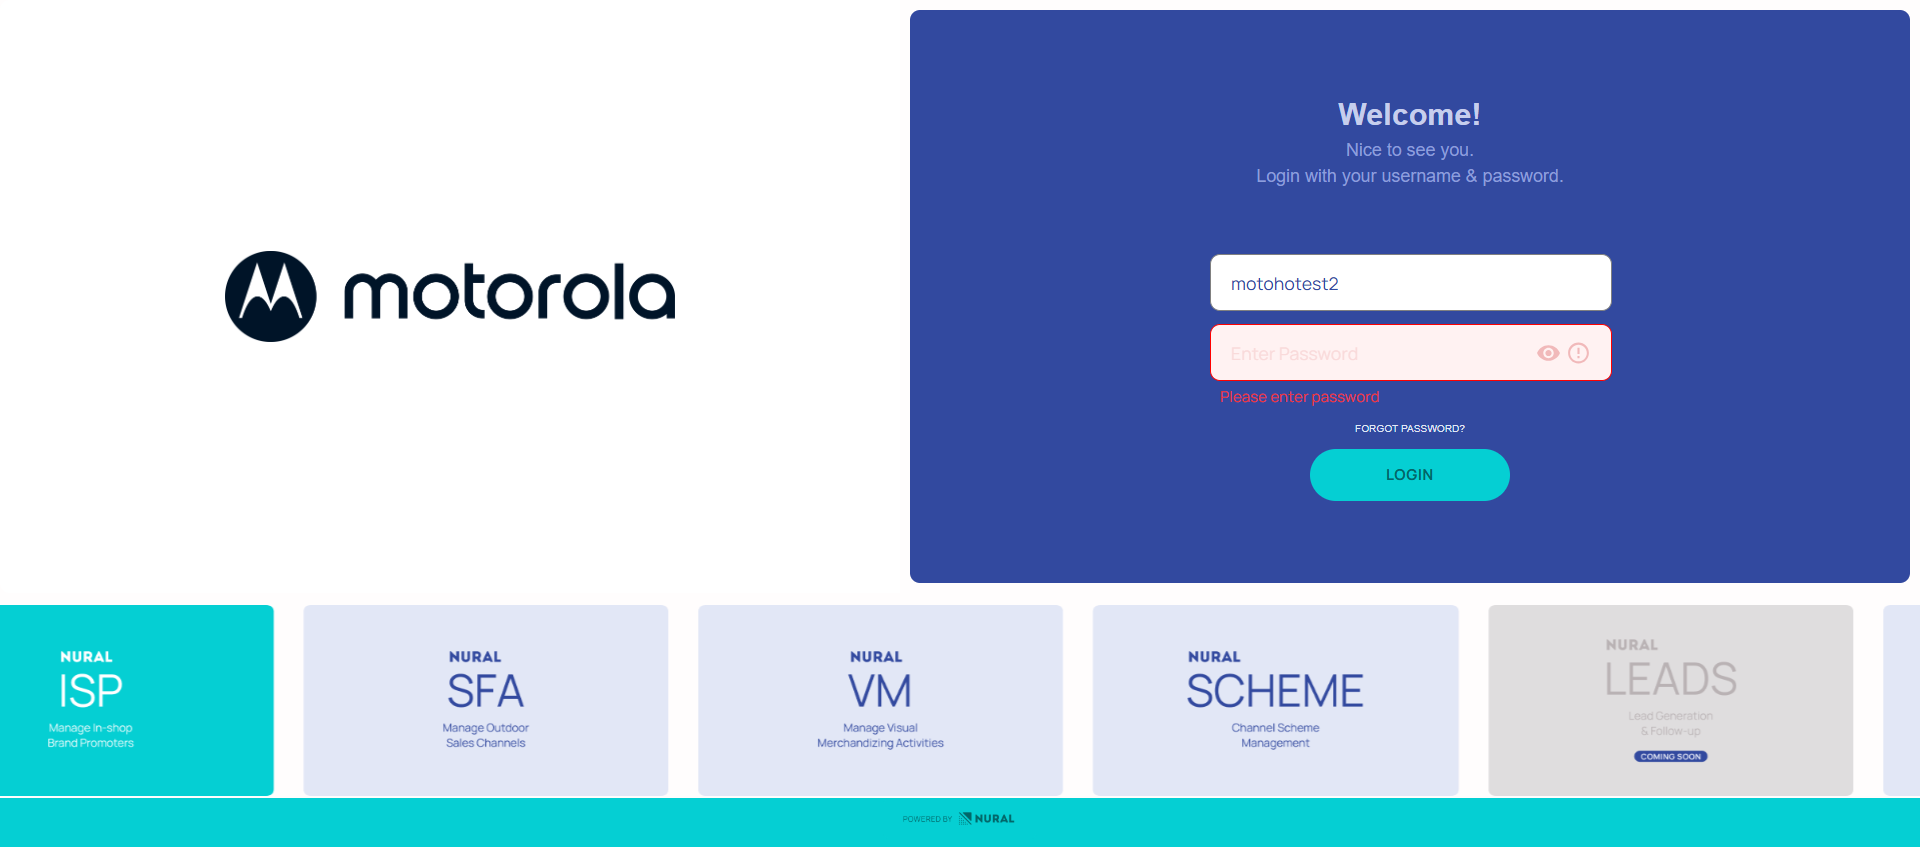 motorola
Welcome!
Nice to see you.
Login with your username & password.
motohotest2
Enter Password
Please enter password
FORGOT PASSWORD?
LOGIN
NURAL
ISP
Manage In-shop
Brand Promoters
NURAL
SFA
Manage Outdoor
Sales Channels
NURAL
VM
Manage Visual
Merchandizing Activities
NURAL
SCHEME
Channel Scheme
Management
NURAL
LEADS
Lead Generation
& Follow-up
COMING SOON
POWERED BY NURAL